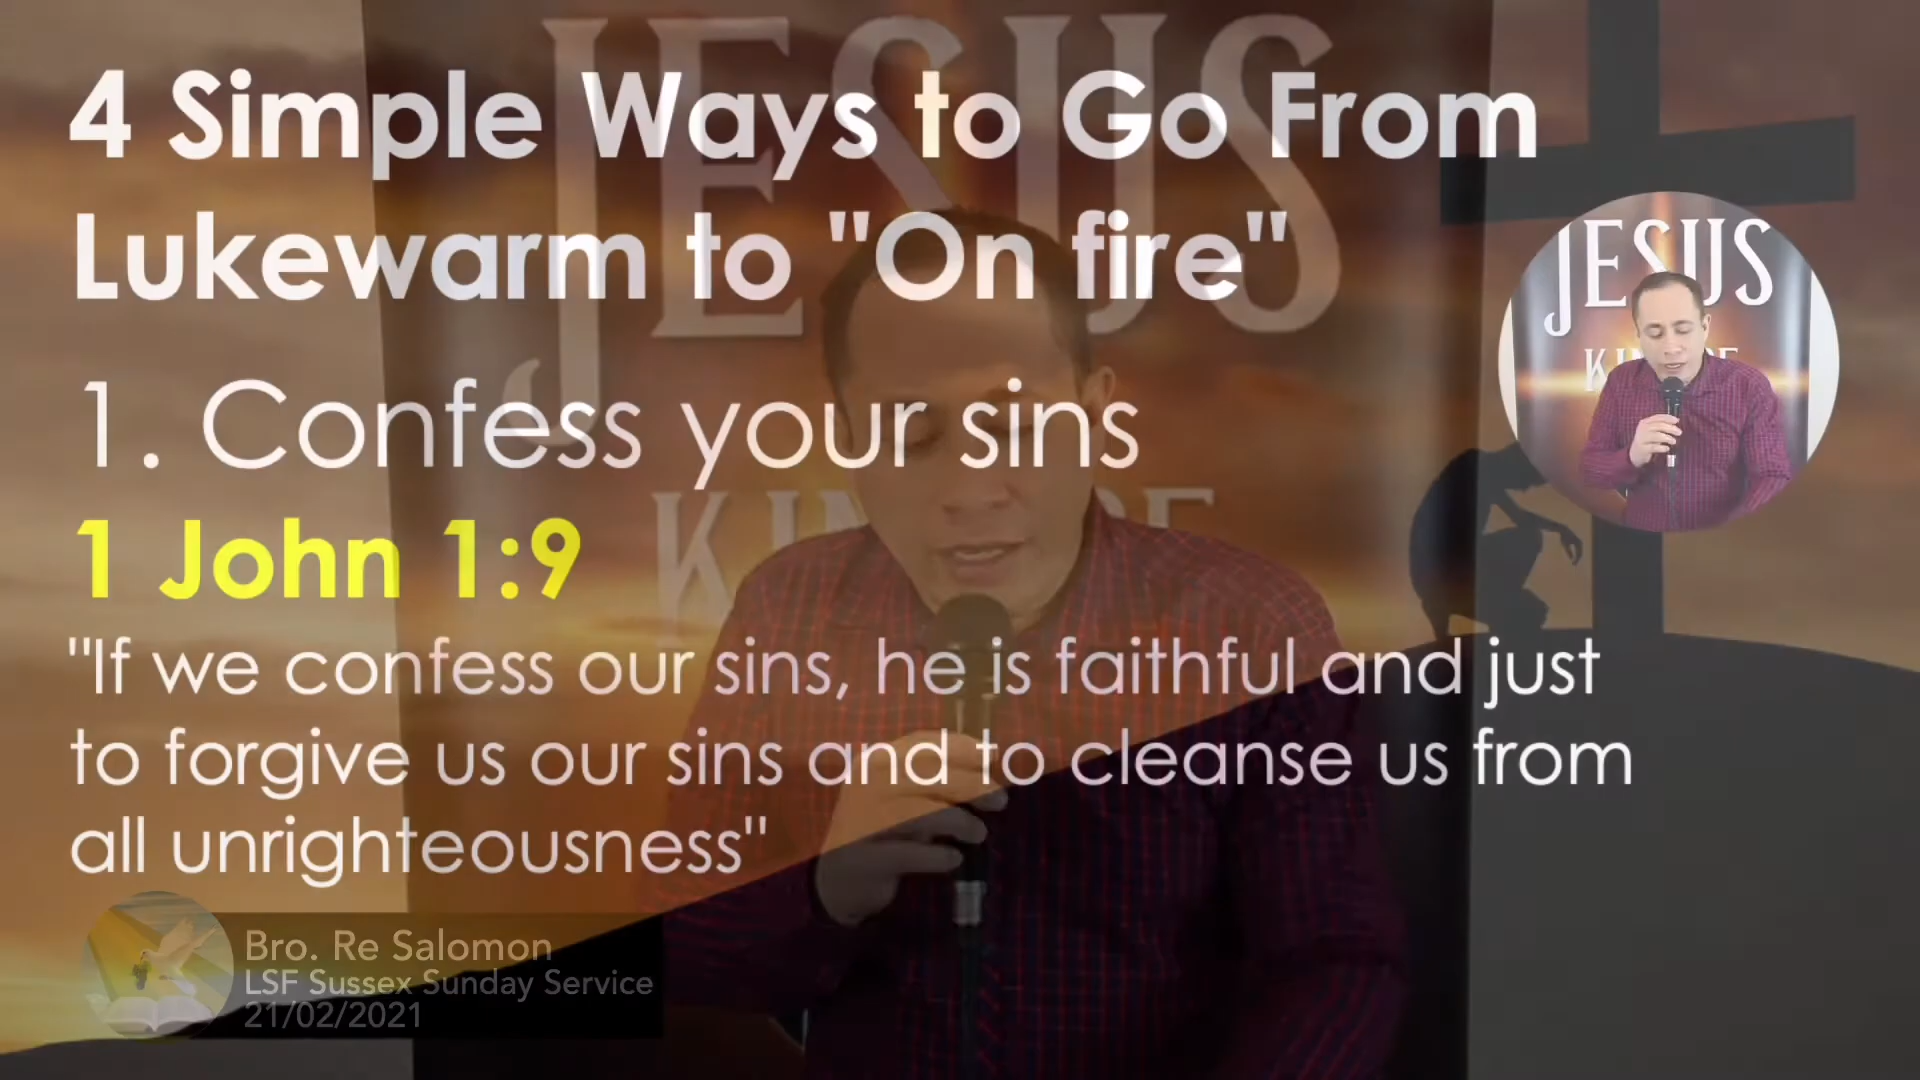 4 Simple Ways to Go From
Lukewarm to "On fire"
1. Confess your sins
1 John 1:9
"If we confess our sins, he is faithful and just
to forgive us our sins and to cleanse us from
all unrighteousness"
JESUS
JESUS
Bro. Re Salomon
LSF Sussex Sunday Service
21/02/2021